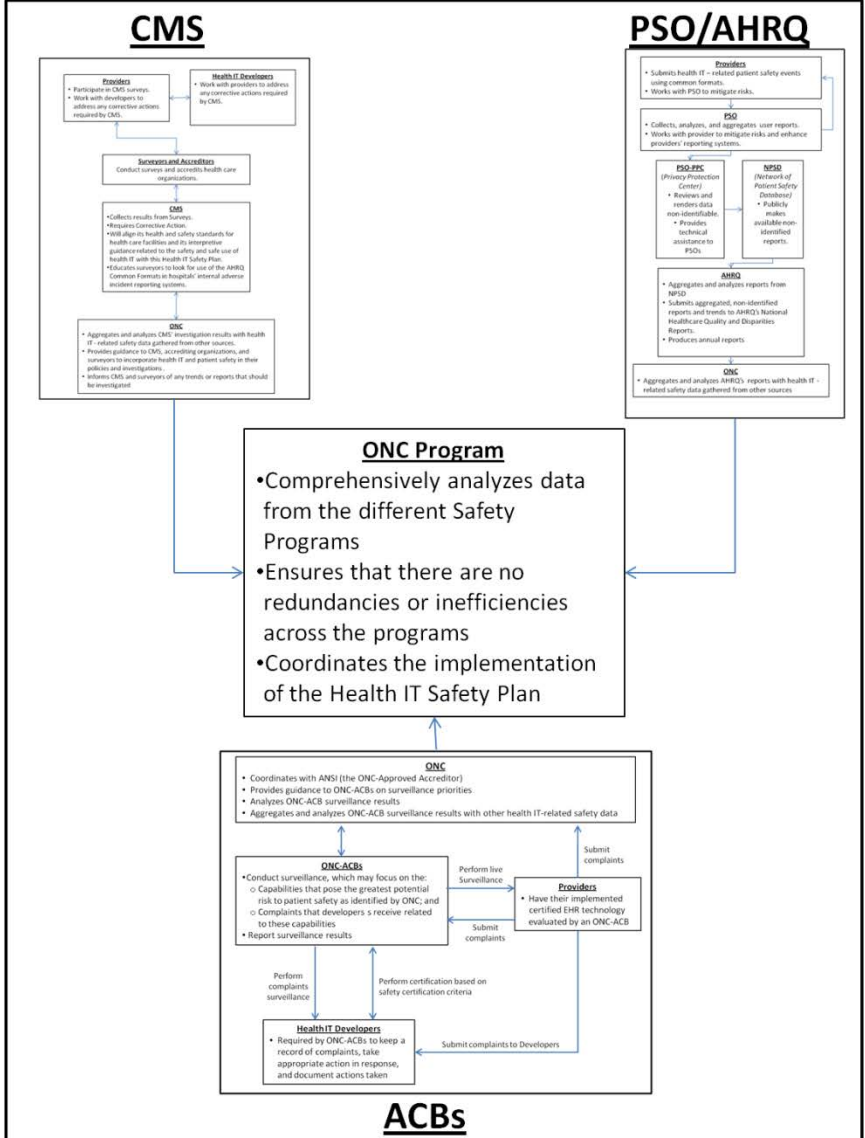 CMS
Providers
• Participate in CMS surveys.
• Work with developers to
address any corrective actions
required by CMS.
Health IT Developers
• Work with providers to address
any corrective actions required
by CMS.
Surveyors and Accreditors
Conduct surveys and accredits health care
organizations.
CMS
•Collects results from Surveys.
•Requires Corrective Action.
•Will align its health and safety standards for
health care facilities and its interpretive
guidance related to the safety and safe use of
health IT with this Health IT Safety Plan.
•Educates surveyors to look for use of the AHRQ
Common Formats in hospitals' internal adverse
incident reporting systems.
ONC
• Aggregates and analyzes CMS' investigation results with health
IT - related safety data gathered from other sources.
• Provides guidance to CMS, accrediting organizations, and
surveyors to incorporate health IT and patient safety in their
policies and investigations .
• Informs CMS and surveyors of any trends or reports that should
be investigated
PSO/AHRQ
Providers
• Submits health IT – related patient safety events
using common formats.
• Works with PSO to mitigate risks.
PSO
• Collects, analyzes, and aggregates user reports.
• Works with provider to mitigate risks and enhance
providers' reporting systems.
PSO-PPC
(Privacy Protection
Center)
• Reviews and
renders data
non-identifiable.
• Provides
technical
assistance to
PSOs
NPSD
(Network of
Patient Safety
Database)
• Publicly
makes
available non-
identified
reports.
AHRQ
• Aggregates and analyzes reports from
NPSD
• Submits aggregated, non-identified
reports and trends to AHRQ's National
Healthcare Quality and Disparities
Reports.
• Produces annual reports
ONC
• Aggregates and analyzes AHRQ's reports with health IT -
related safety data gathered from other sources
ONC Program
•Comprehensively analyzes data
from the different Safety
Programs
•Ensures that there are no
redundancies or inefficiencies
across the programs
•Coordinates the implementation
of the Health IT Safety Plan
ONC
• Coordinates with ANSI (the ONC-Approved Accreditor)
• Provides guidance to ONC-ACBs on surveillance priorities
• Analyzes ONC-ACB surveillance results
• Aggregates and analyzes ONC-ACB surveillance results with other health IT-related safety data
Submit
complaints
ONC-ACBs
•Conduct surveillance, which may focus on the:
o Capabilities that pose the greatest potential
risk to patient safety as identified by ONC; and
o Complaints that developer s receive related
to these capabilities
• Report surveillance results
Perform live
Surveillance
Submit
complaints
Providers
• Have their implemented
certified EHR technology
evaluated by an ONC-ACB
Perform
complaints
surveillance
Perform certification based on
safety certification criteria
Health IT Developers
• Required by ONC-ACBs to keep a
record of complaints, take
appropriate action in response,
and document actions taken
Submit complaints to Developers
ACBs